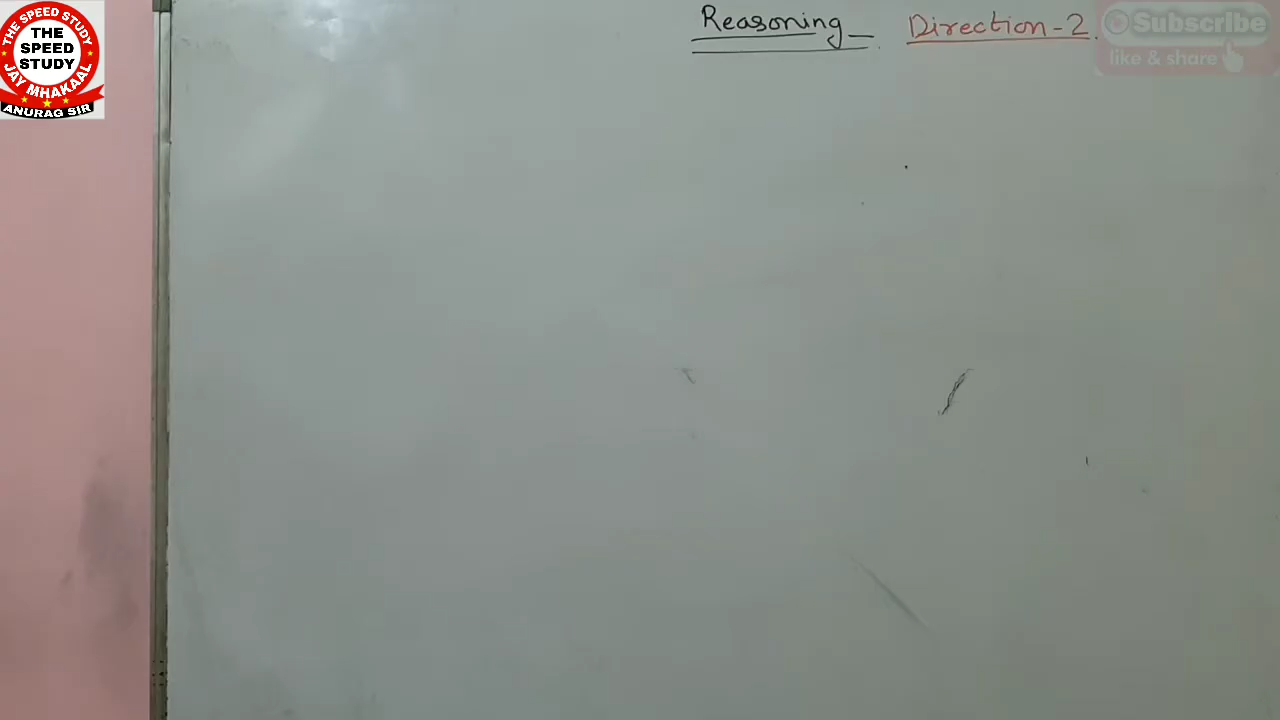 THE SPEED STUDY
THE
SPEED
STUDY
JAY MHAKAAL
ANURAG SIR
Reasoning - Direction - 2.
Subscribe
like & share